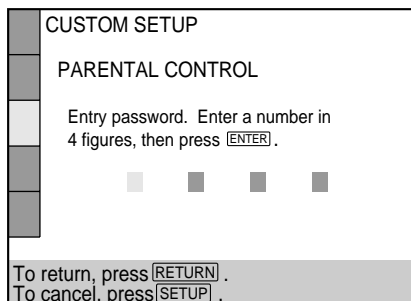 CUSTOM SETUP
PARENTAL CONTROL
Entry password. Enter a number in
4 figures, then press ENTER .
To return, press RETURN .
To cancel, press SETUP .